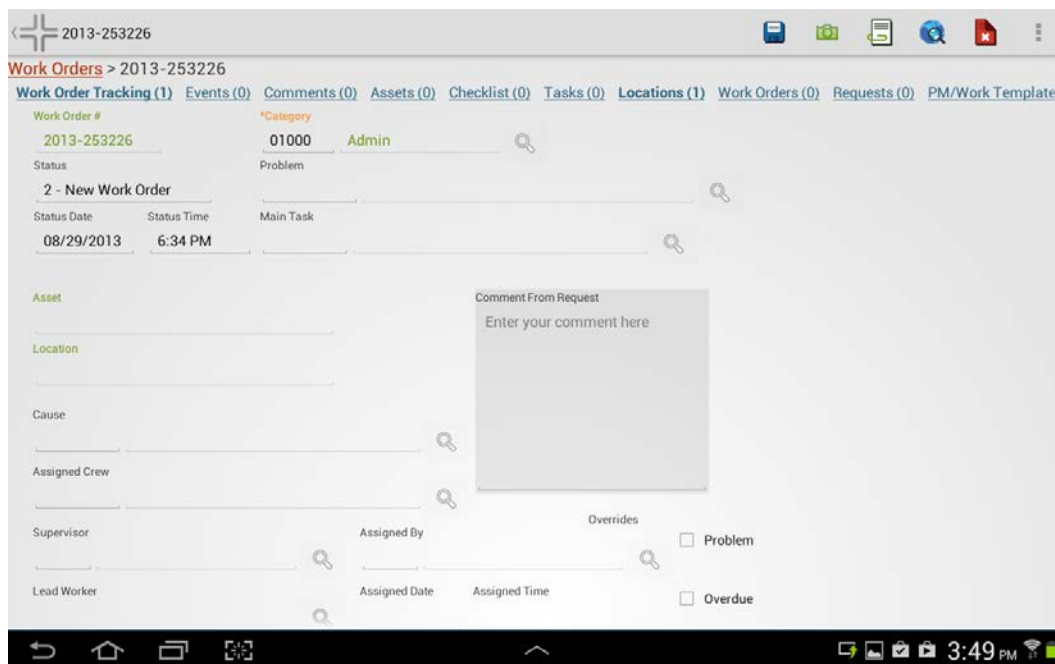 2013-253226
Work Orders > 2013-253226
Work Order Tracking (1) Events (0) Comments (0) Assets (0) Checklist (0) Tasks (0) Locations (1) Work Orders (0) Requests (0) PM/Work Template
Work Order # *Category
2013-253226 01000 Admin
Status Problem
2 - New Work Order
Status Date Status Time Main Task
08/29/2013 6:34 PM
Asset Comment From Request
Enter your comment here
Location
Cause
Assigned Crew
Overrides
Supervisor Assigned By Problem
Lead Worker Assigned Date Assigned Time Overdue
3:49 PM